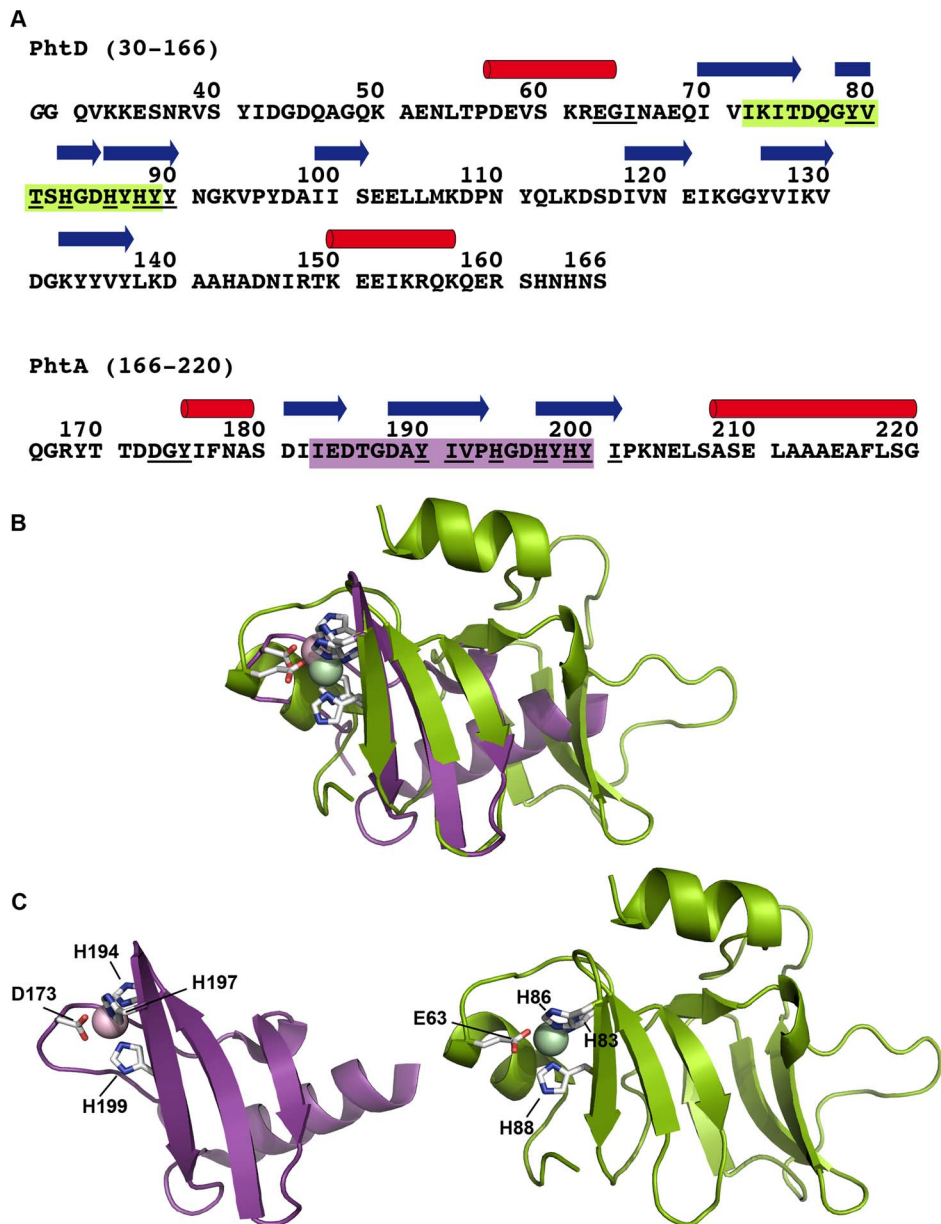 A
PhtD (30-166)
40 50 60 70 80
GG QVKKESNRVS YIDGDQAGQK AENLTPDEVS KREGINAEQI VIKITDQGYV
90 100 110 120 130
TSHGDHYHYY NGKVPYDAII SEELLMKDPN YQLKDSDIVN EIKGGYVIKV
140 150 160 166
DGKYYVYLKD AAHADNIRTK EEIKRQKQER SHNHNS
PhtA (166-220)
170 180 190 200 210 220
QGRYT TDDGYIFNAS DIIEDTGDAY IVPHGDHYHY IPKNELSASE LAAAEAFLSG
B
C
H194
H197
D173
H199
H86
E63
H83
H88